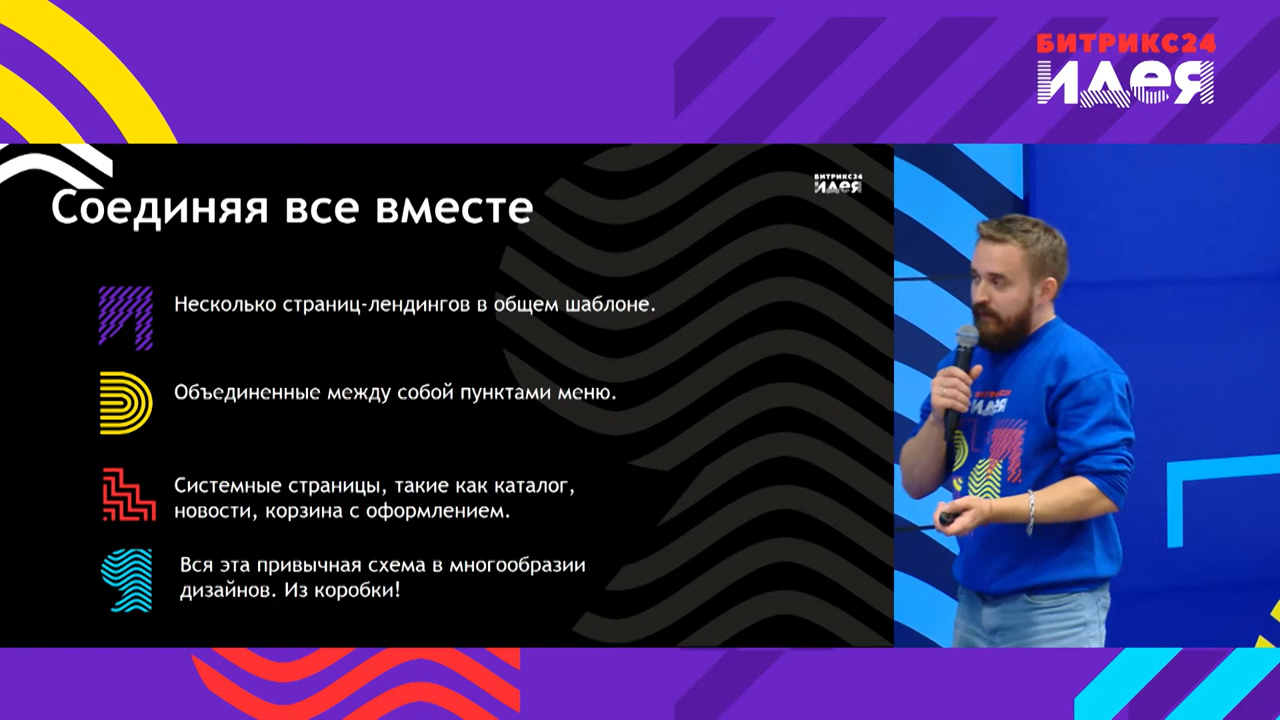 БИТРИКС24
идея
Соединяя все вместе
БИТРИКС24
идея
Несколько страниц-лендингов в общем шаблоне.
Объединенные между собой пунктами меню.
Системные страницы, такие как каталог,
новости, корзина с оформлением.
Вся эта привычная схема в многообразии
дизайнов. Из коробки!